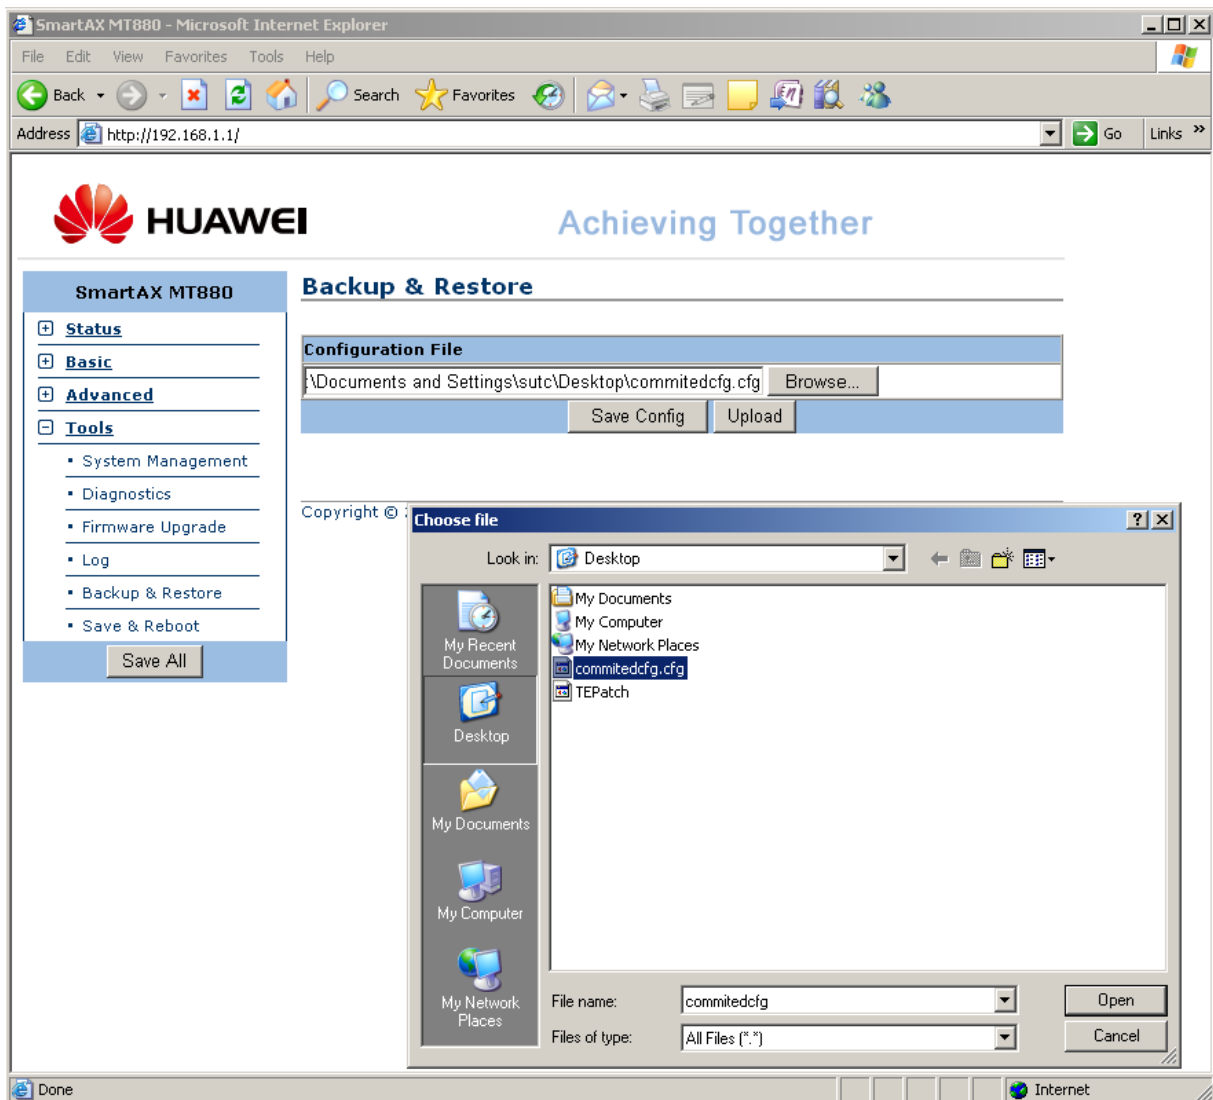 SmartAX MT880 - Microsoft Internet Explorer
File Edit View Favorites Tools Help
Back Search Favorites
Address http://192.168.1.1/ Go Links »
HUAWEI Achieving Together
SmartAX MT880
Status
Basic
Advanced
Tools
System Management
Diagnostics
Firmware Upgrade
Log
Backup & Restore
Save & Reboot
Save All
Backup & Restore
Configuration File
:\Documents and Settings\sutc\Desktop\commitedcfg.cfg Browse...
Save Config Upload
Copyright ©
Choose file
Look in: Desktop
My Recent Documents
Desktop
My Documents
My Computer
My Network Places
My Documents
My Computer
My Network Places
commitedcfg.cfg
TEPatch
File name: commitedcfg Open
Files of type: All Files (*.*) Cancel
Done Internet